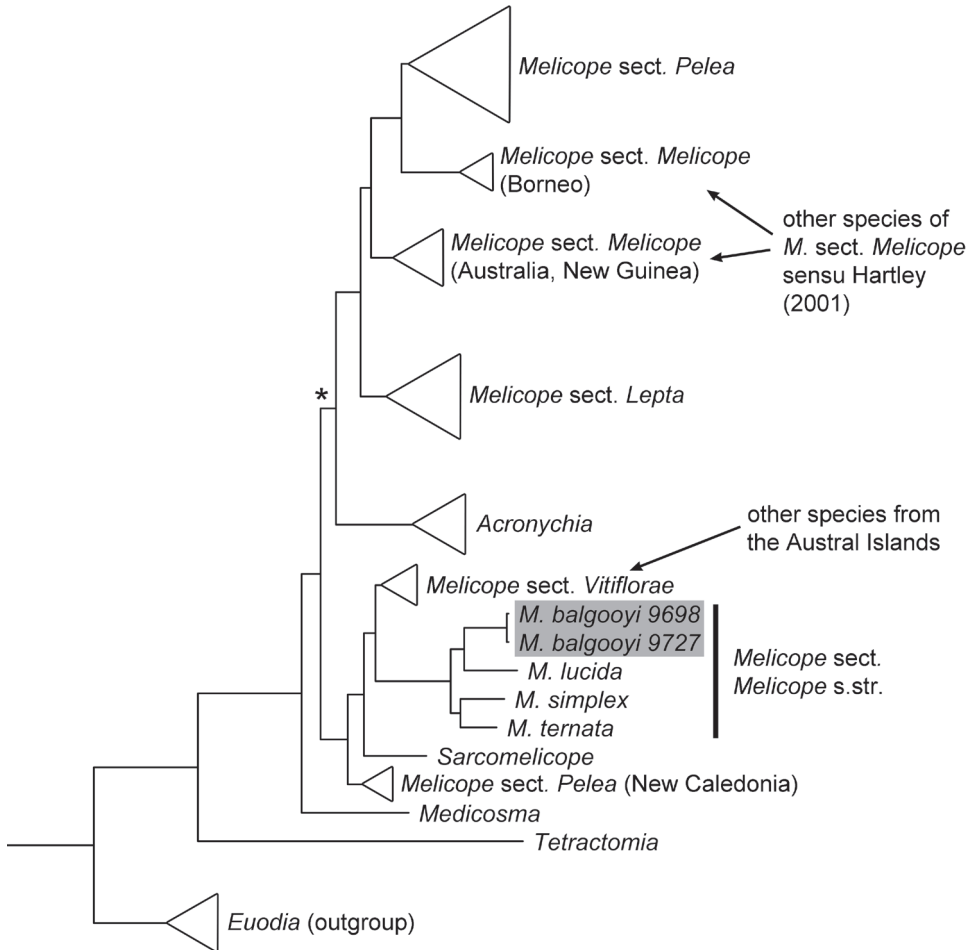 Melicope sect. Pelea
Melicope sect. Melicope
(Borneo)
other species of
M. sect. Melicope
sensu Hartley
(2001)
Melicope sect. Melicope
(Australia, New Guinea)
*
Melicope sect. Lepta
Acronychia
other species from
the Austral Islands
Melicope sect. Vitiflorae
M. balgooyi 9698
M. balgooyi 9727
M. lucida
M. simplex
M. ternata
Melicope sect.
Melicope s.str.
Sarcomelicope
Melicope sect. Pelea (New Caledonia)
Medicosma
Tetractomia
Euodia (outgroup)